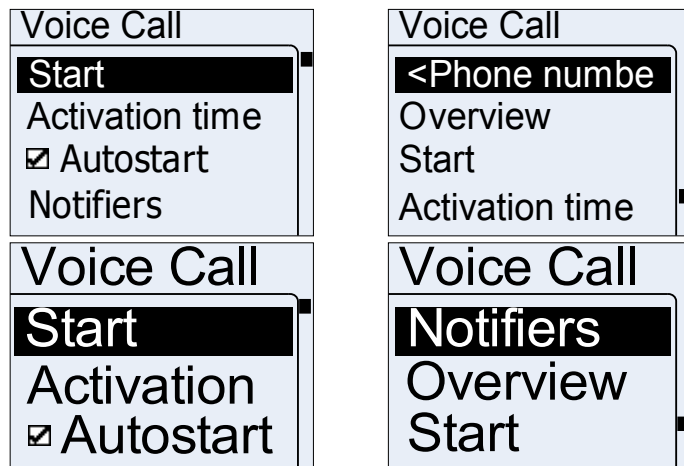 Voice Call
Start
Activation time
Autostart
Notifiers
Voice Call
<Phone numbe
Overview
Start
Activation time
Voice Call
Start
Activation
Autostart
Voice Call
Notifiers
Overview
Start